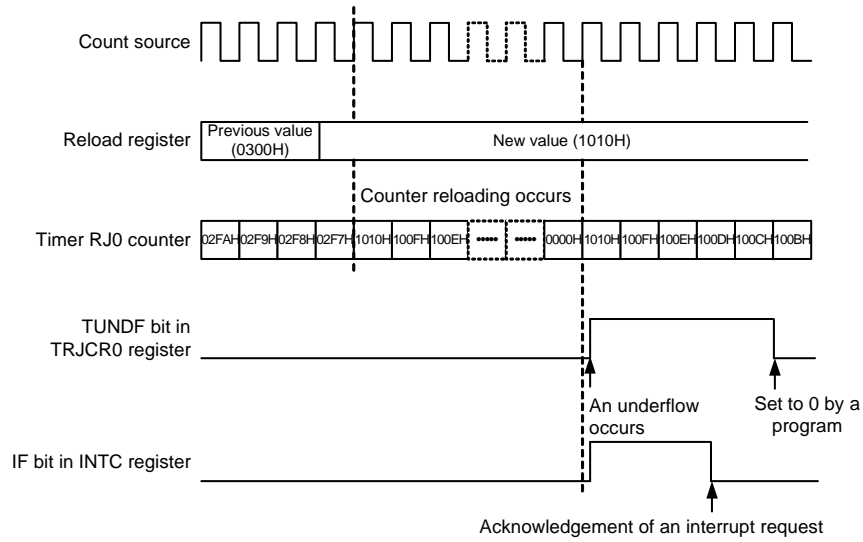 Count source
Reload register
Previous value
(0300H)
New value (1010H)
Counter reloading occurs
Timer RJ0 counter
02FAH 02F9H 02F8H 02F7H 1010H 100FH 100EH ••••• ••••• 0000H 1010H 100FH 100EH 100DH 100CH 100BH
TUNDF bit in
TRJCR0 register
An underflow
occurs
Set to 0 by a
program
IF bit in INTC register
Acknowledgement of an interrupt request